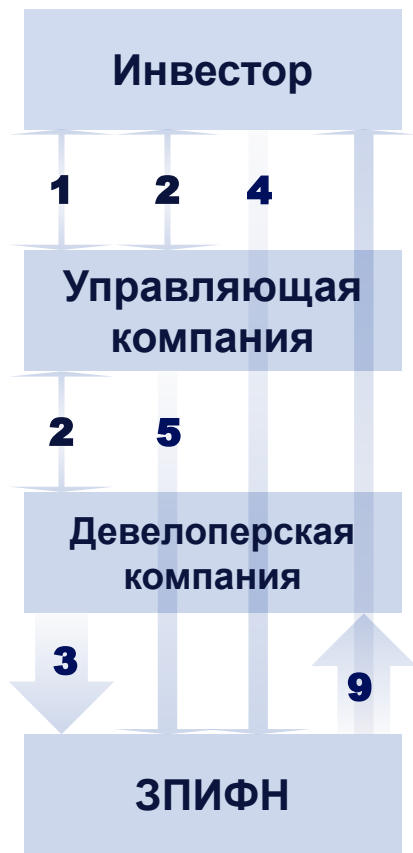 Инвестор
1 2 4
Управляющая
компания
2 5
Девелоперская
компания
3
9
ЗПИФН